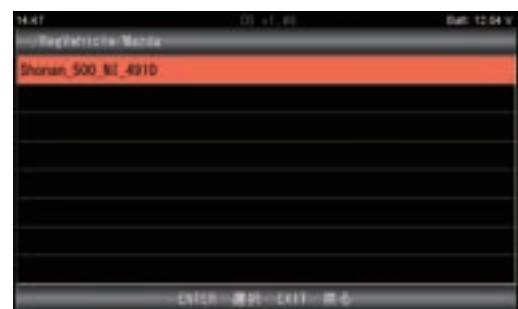 14:47 Batt: 12.04 V
Shonan_500_NI_4910
ENTER 選択 EXIT 戻る